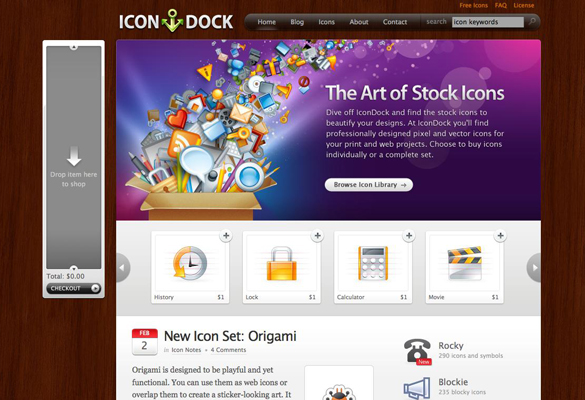 Free Icons FAQ License
ICON DOCK
Home Blog Icons About Contact
search icon keywords
The Art of Stock Icons
Dive off IconDock and find the stock icons to
beautify your designs. At IconDock you'll find
professionally designed pixel and vector icons for
your print and web projects. Choose to buy icons
individually or a complete set.
Browse Icon Library
Drop item here
to shop
Total: $0.00
CHECKOUT
History $1
Lock $1
Calculator $1
Movie $1
FEB
2
New Icon Set: Origami
in Icon Notes • 4 Comments
Origami is designed to be playful and yet
functional. You can use them as web icons or
overlap them to create a sticker-looking art. It
New
Rocky
290 icons and symbols
Blockie
235 blocky icons